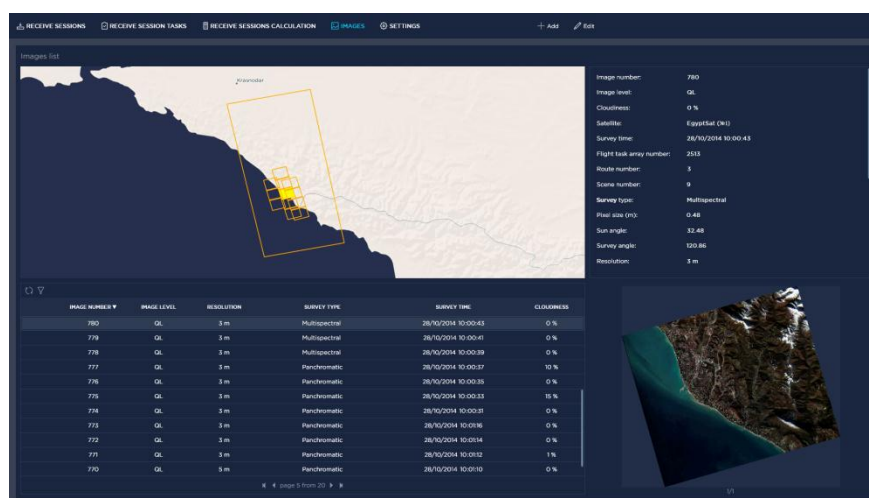 RECEIVE SESSIONS RECEIVE SESSION TASKS RECEIVE SESSIONS CALCULATION IMAGES SETTINGS + Add Edit
Images list
Krasnodar
Image number: 780
Image level: QL
Cloudiness: 0 %
Satellite: EgyptSat (№1)
Survey time: 28/10/2014 10:00:43
Flight task array number: 2513
Route number: 3
Scene number: 9
Survey type: Multispectral
Pixel size (m): 0.48
Sun angle: 32.48
Survey angle: 120.86
Resolution: 3 m
IMAGE NUMBER ▼ IMAGE LEVEL RESOLUTION SURVEY TYPE SURVEY TIME CLOUDINESS
780 QL 3 m Multispectral 28/10/2014 10:00:43 0 %
779 QL 3 m Multispectral 28/10/2014 10:00:41 0 %
778 QL 3 m Multispectral 28/10/2014 10:00:39 0 %
777 QL 3 m Panchromatic 28/10/2014 10:00:37 10 %
776 QL 3 m Panchromatic 28/10/2014 10:00:35 0 %
775 QL 3 m Panchromatic 28/10/2014 10:00:33 15 %
774 QL 3 m Panchromatic 28/10/2014 10:00:31 0 %
773 QL 3 m Panchromatic 28/10/2014 10:01:16 0 %
772 QL 3 m Panchromatic 28/10/2014 10:01:14 0 %
771 QL 3 m Panchromatic 28/10/2014 10:01:12 1 %
770 QL 5 m Panchromatic 28/10/2014 10:01:10 0 %
page 5 from 20
1/1